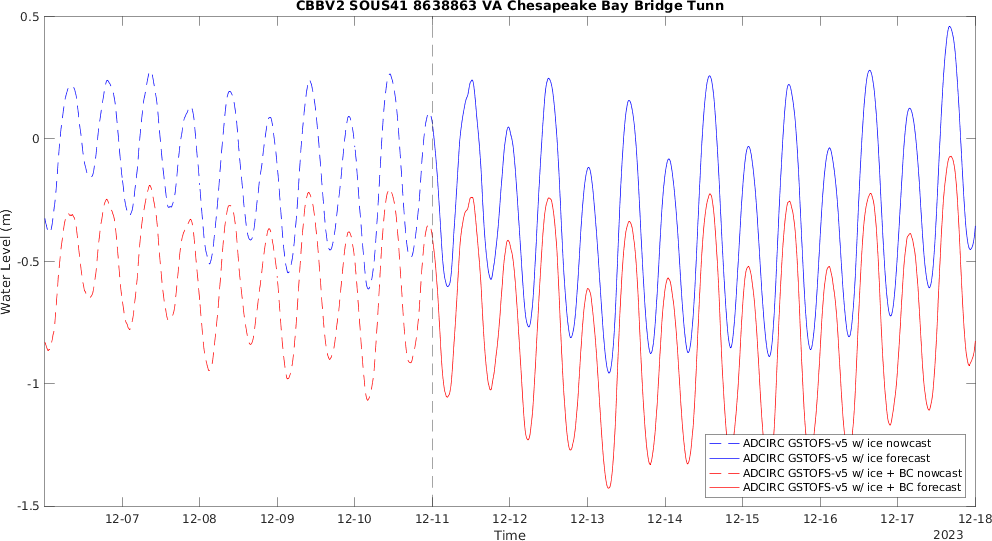 CBBV2 SOUS41 8638863 VA Chesapeake Bay Bridge Tunn
0.5
0
-0.5
-1
-1.5
Water Level (m)
12-07 12-08 12-09 12-10 12-11 12-12 12-13 12-14 12-15 12-16 12-17 12-18
Time
2023
ADCIRC GSTOFS-v5 w/ ice nowcast
ADCIRC GSTOFS-v5 w/ ice forecast
ADCIRC GSTOFS-v5 w/ ice + BC nowcast
ADCIRC GSTOFS-v5 w/ ice + BC forecast